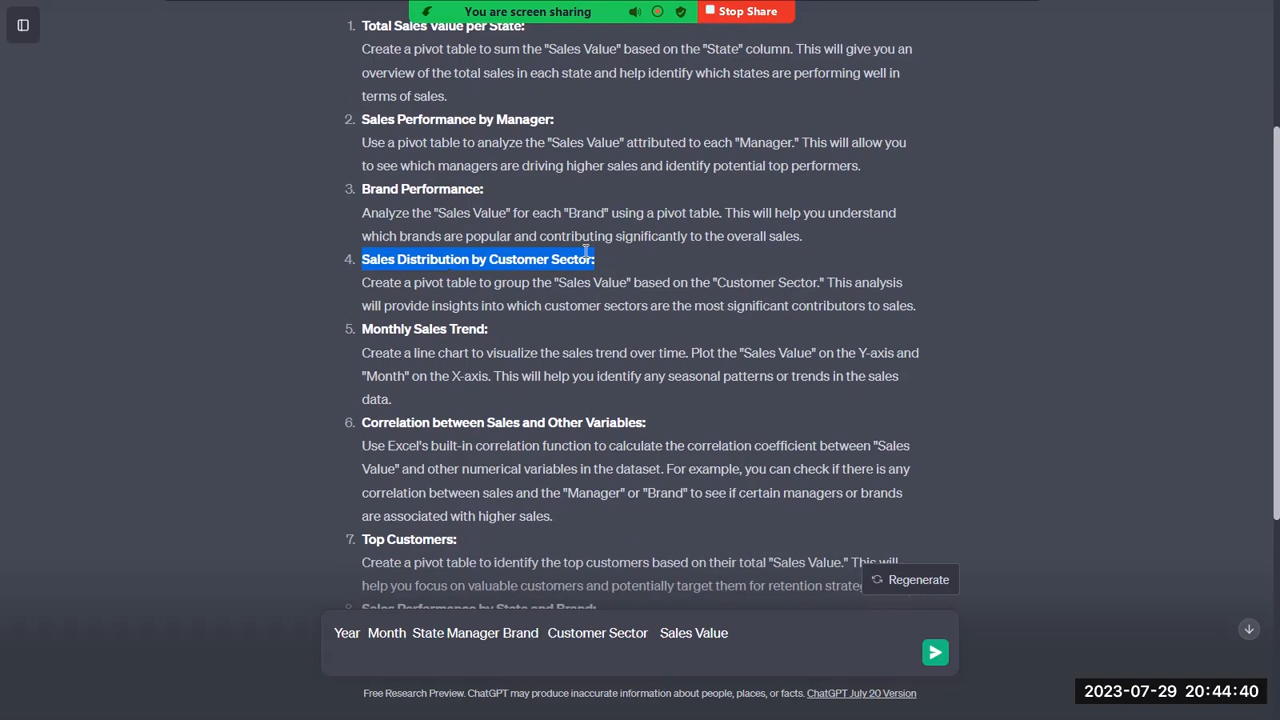 You are screen sharing
Stop Share
1. Total Sales Value per State:
Create a pivot table to sum the "Sales Value" based on the "State" column. This will give you an
overview of the total sales in each state and help identify which states are performing well in
terms of sales.
2. Sales Performance by Manager:
Use a pivot table to analyze the "Sales Value" attributed to each "Manager." This will allow you
to see which managers are driving higher sales and identify potential top performers.
3. Brand Performance:
Analyze the "Sales Value" for each "Brand" using a pivot table. This will help you understand
which brands are popular and contributing significantly to the overall sales.
4. Sales Distribution by Customer Sector:
Create a pivot table to group the "Sales Value" based on the "Customer Sector." This analysis
will provide insights into which customer sectors are the most significant contributors to sales.
5. Monthly Sales Trend:
Create a line chart to visualize the sales trend over time. Plot the "Sales Value" on the Y-axis and
"Month" on the X-axis. This will help you identify any seasonal patterns or trends in the sales
data.
6. Correlation between Sales and Other Variables:
Use Excel's built-in correlation function to calculate the correlation coefficient between "Sales
Value" and other numerical variables in the dataset. For example, you can check if there is any
correlation between sales and the "Manager" or "Brand" to see if certain managers or brands
are associated with higher sales.
7. Top Customers:
Create a pivot table to identify the top customers based on their total "Sales Value." This will
help you focus on valuable customers and potentially target them for retention
Regenerate
8. Sales Performance by State and Brand:
Year Month State Manager Brand Customer Sector Sales Value
Free Research Preview. ChatGPT may produce inaccurate information about people, places, or facts. ChatGPT July 20 Version
2023-07-29 20:44:40